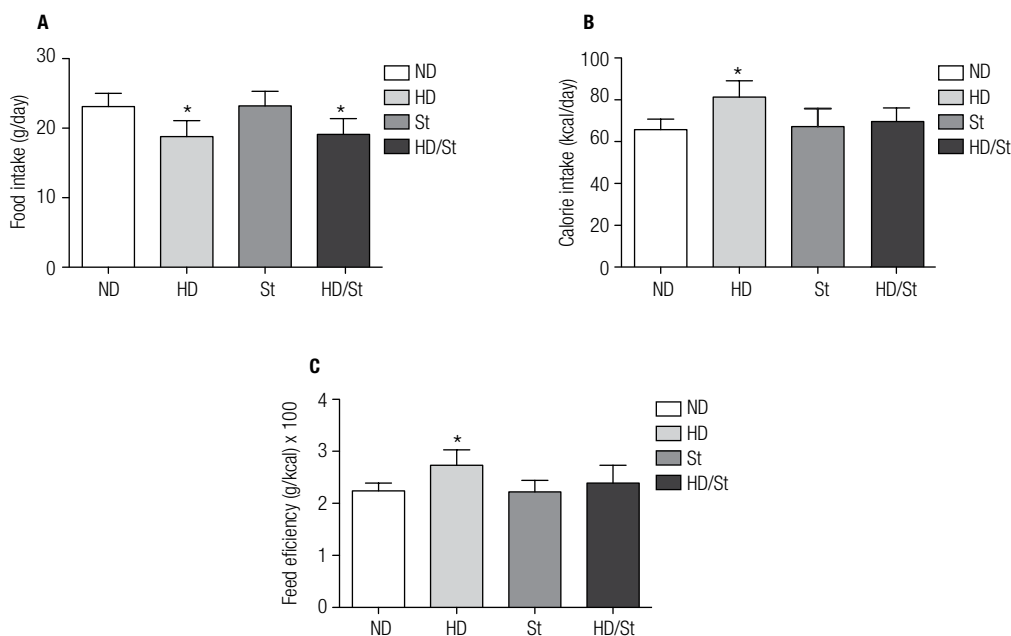 A
Food intake (g/day)
30
20
10
0
*
*
ND
HD
St
HD/St
ND
HD
St
HD/St
B
Calorie intake (kcal/day)
100
80
60
40
20
0
*
ND
HD
St
HD/St
ND
HD
St
HD/St
C
Feed eficiency (g/kcal) x 100
4
3
2
1
0
*
ND
HD
St
HD/St
ND
HD
St
HD/St